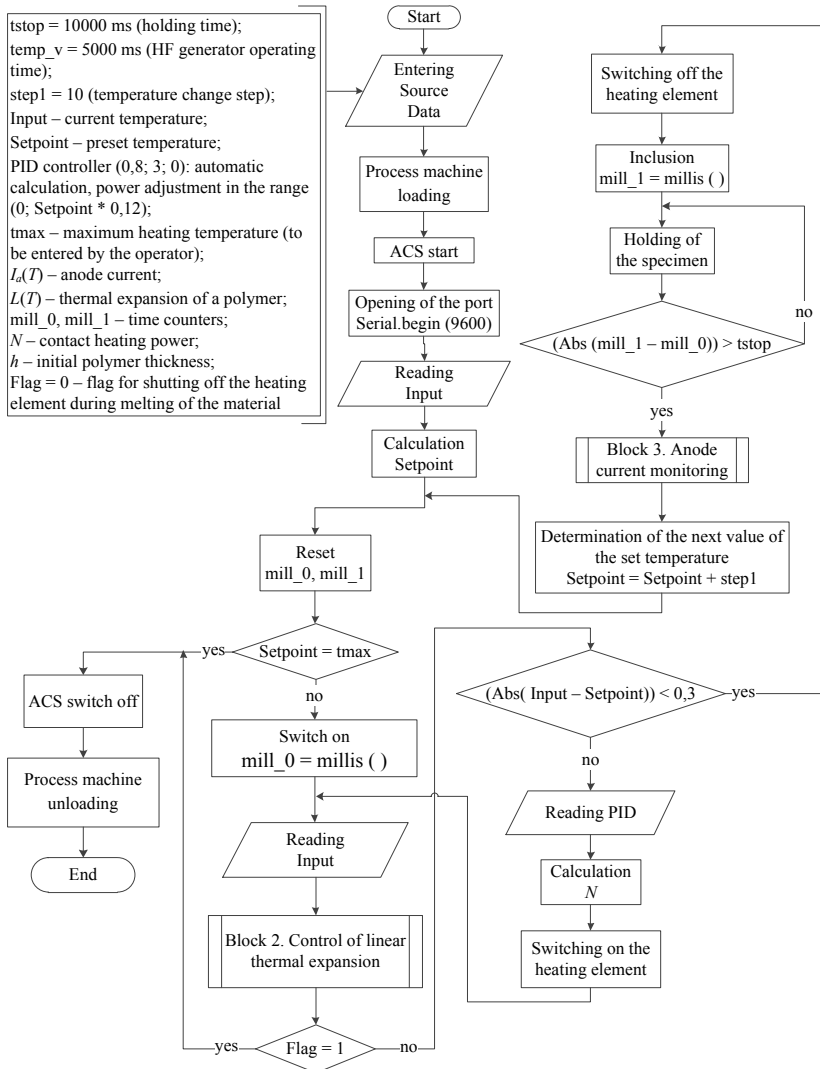 tstop = 10000 ms (holding time);
temp_v = 5000 ms (HF generator operating
time);
step1 = 10 (temperature change step);
Input – current temperature;
Setpoint – preset temperature;
PID controller (0,8; 3; 0): automatic
calculation, power adjustment in the range
(0; Setpoint * 0,12);
tmax – maximum heating temperature (to
be entered by the operator);
Iₐ(T) – anode current;
L(T) – thermal expansion of a polymer;
mill_0, mill_1 – time counters;
N – contact heating power;
h – initial polymer thickness;
Flag = 0 – flag for shutting off the heating
element during melting of the material
Start
Entering
Source
Data
Process machine
loading
ACS start
Opening of the port
Serial.begin (9600)
Reading
Input
Calculation
Setpoint
Reset
mill_0, mill_1
Setpoint = tmax
yes
no
ACS switch off
Process machine
unloading
End
Switch on
mill_0 = millis ( )
Reading
Input
Block 2. Control of linear
thermal expansion
Flag = 1
yes
no
(Abs( Input – Setpoint)) < 0,3
yes
no
Reading PID
Calculation
N
Switching on the
heating element
Switching off the
heating element
Inclusion
mill_1 = millis ( )
Holding
of the specimen
no
(Abs (mill_1 – mill_0)) > tstop
yes
Block 3. Anode
current monitoring
Determination of the next value of
the set temperature
Setpoint = Setpoint + step1